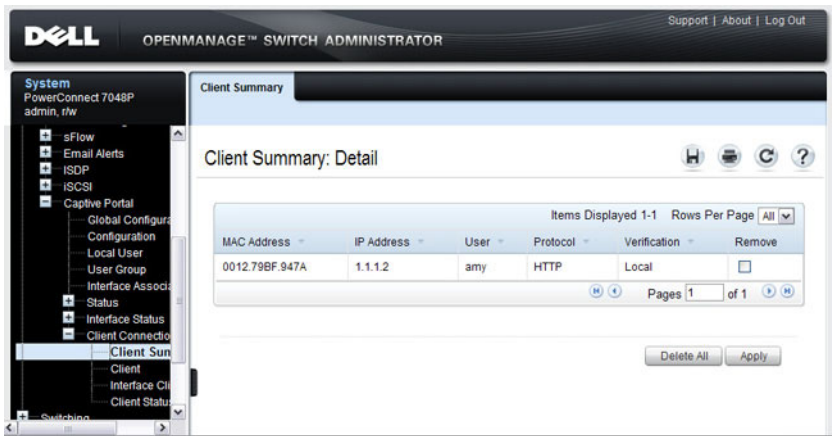 Support | About | Log Out
DELL OPENMANAGE™ SWITCH ADMINISTRATOR
System
PowerConnect 7048P
admin, r/w
sFlow
Email Alerts
ISDP
iSCSI
Captive Portal
Global Configura
Configuration
Local User
User Group
Interface Associa
Status
Interface Status
Client Connectio
Client Sum
Client
Interface Cli
Client Status
Switching
Client Summary
Client Summary: Detail
Items Displayed 1-1 Rows Per Page All
MAC Address IP Address User Protocol Verification Remove
0012.79BF.947A 1.1.1.2 amy HTTP Local
Pages 1 of 1
Delete All Apply